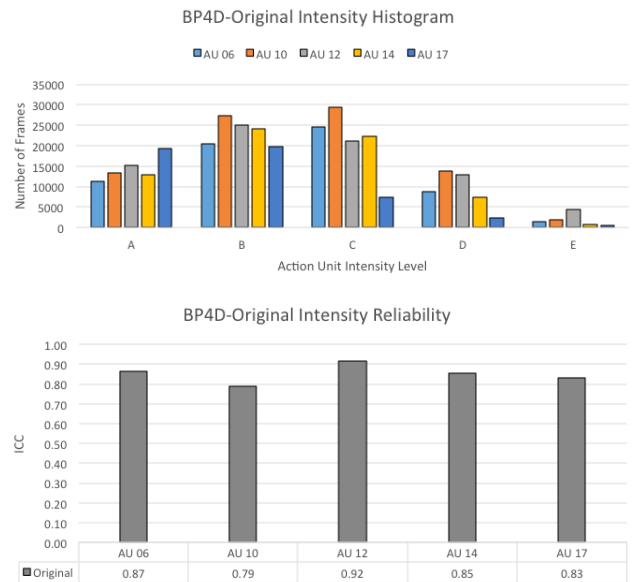 BP4D-Original Intensity Histogram
AU 06 AU 10 AU 12 AU 14 AU 17
Number of Frames
35000
30000
25000
20000
15000
10000
5000
0
A B C D E
Action Unit Intensity Level
BP4D-Original Intensity Reliability
ICC
1.00
0.90
0.80
0.70
0.60
0.50
0.40
0.30
0.20
0.10
0.00
AU 06 AU 10 AU 12 AU 14 AU 17
Original 0.87 0.79 0.92 0.85 0.83